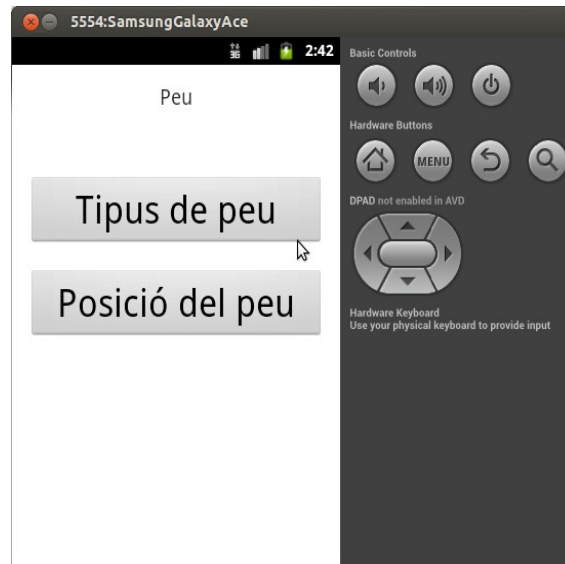 5554:SamsungGalaxyAce
3G 2:42
Peu
Tipus de peu
Posició del peu
Basic Controls
Hardware Buttons
MENU
DPAD not enabled in AVD
Hardware Keyboard
Use your physical keyboard to provide input